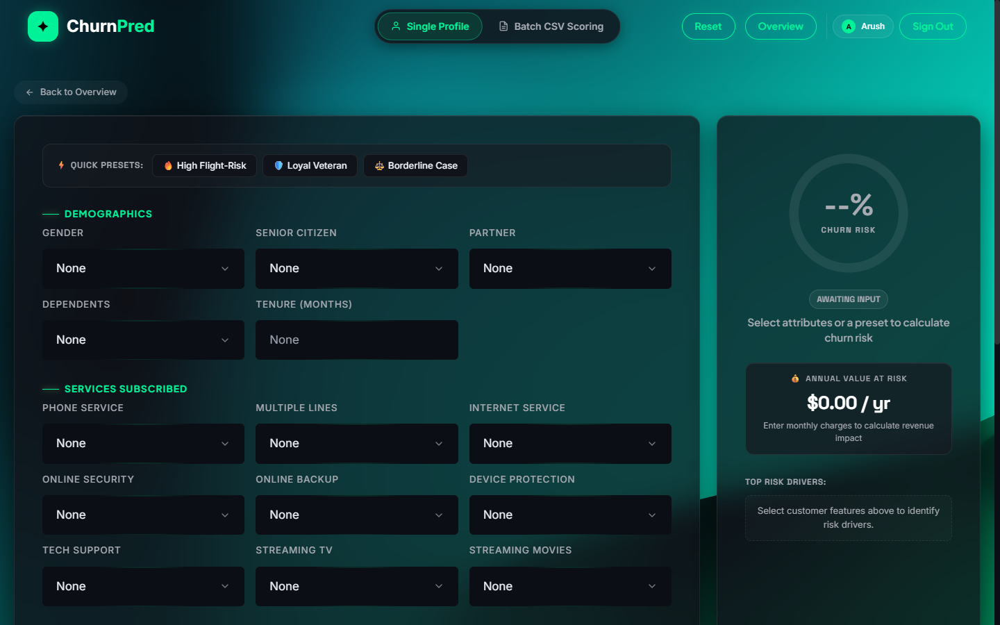 ChurnPred
Single Profile
Batch CSV Scoring
Reset
Overview
A
Arush
Sign Out
Back to Overview
QUICK PRESETS:
High Flight-Risk
Loyal Veteran
Borderline Case
DEMOGRAPHICS
GENDER
SENIOR CITIZEN
PARTNER
None
None
None
DEPENDENTS
TENURE (MONTHS)
None
None
SERVICES SUBSCRIBED
PHONE SERVICE
MULTIPLE LINES
INTERNET SERVICE
None
None
None
ONLINE SECURITY
ONLINE BACKUP
DEVICE PROTECTION
None
None
None
TECH SUPPORT
STREAMING TV
STREAMING MOVIES
None
None
None
--%
CHURN RISK
AWAITING INPUT
Select attributes or a preset to calculate
churn risk
ANNUAL VALUE AT RISK
$0.00 / yr
Enter monthly charges to calculate revenue
impact
TOP RISK DRIVERS:
Select customer features above to identify
risk drivers.